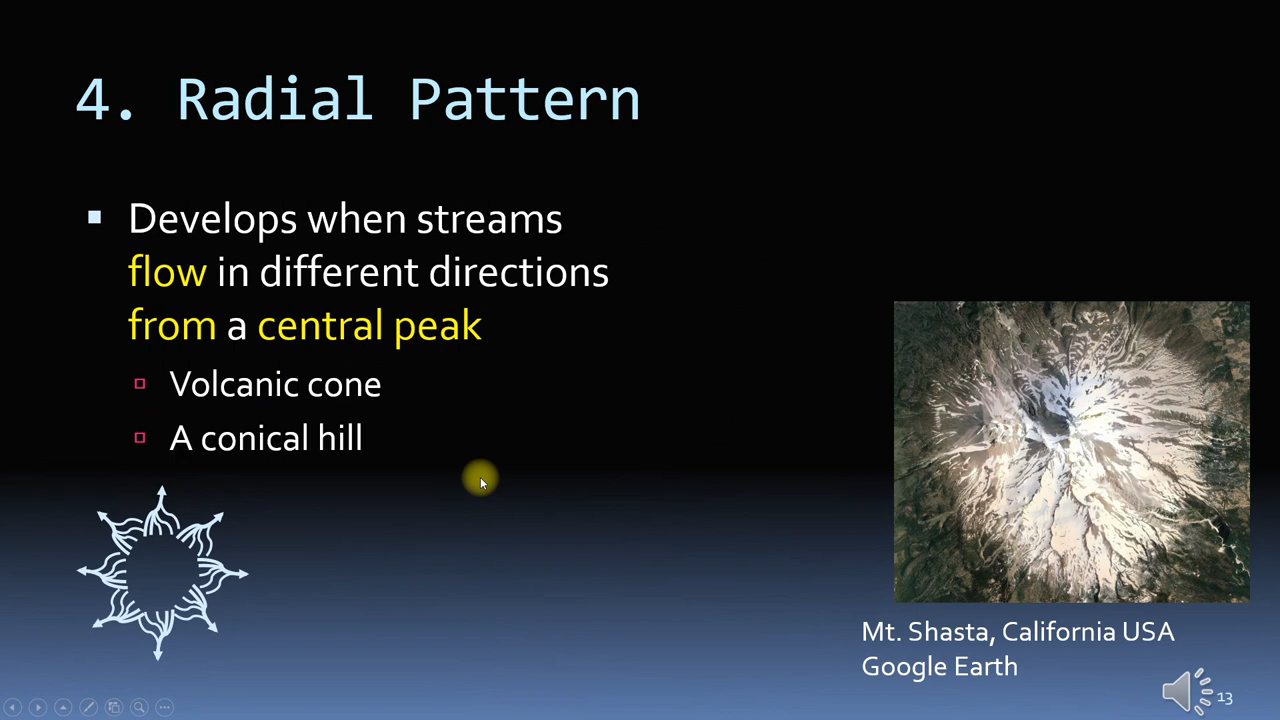 4. Radial Pattern
Develops when streams
flow in different directions
from a central peak
Volcanic cone
A conical hill
Mt. Shasta, California USA
Google Earth
13